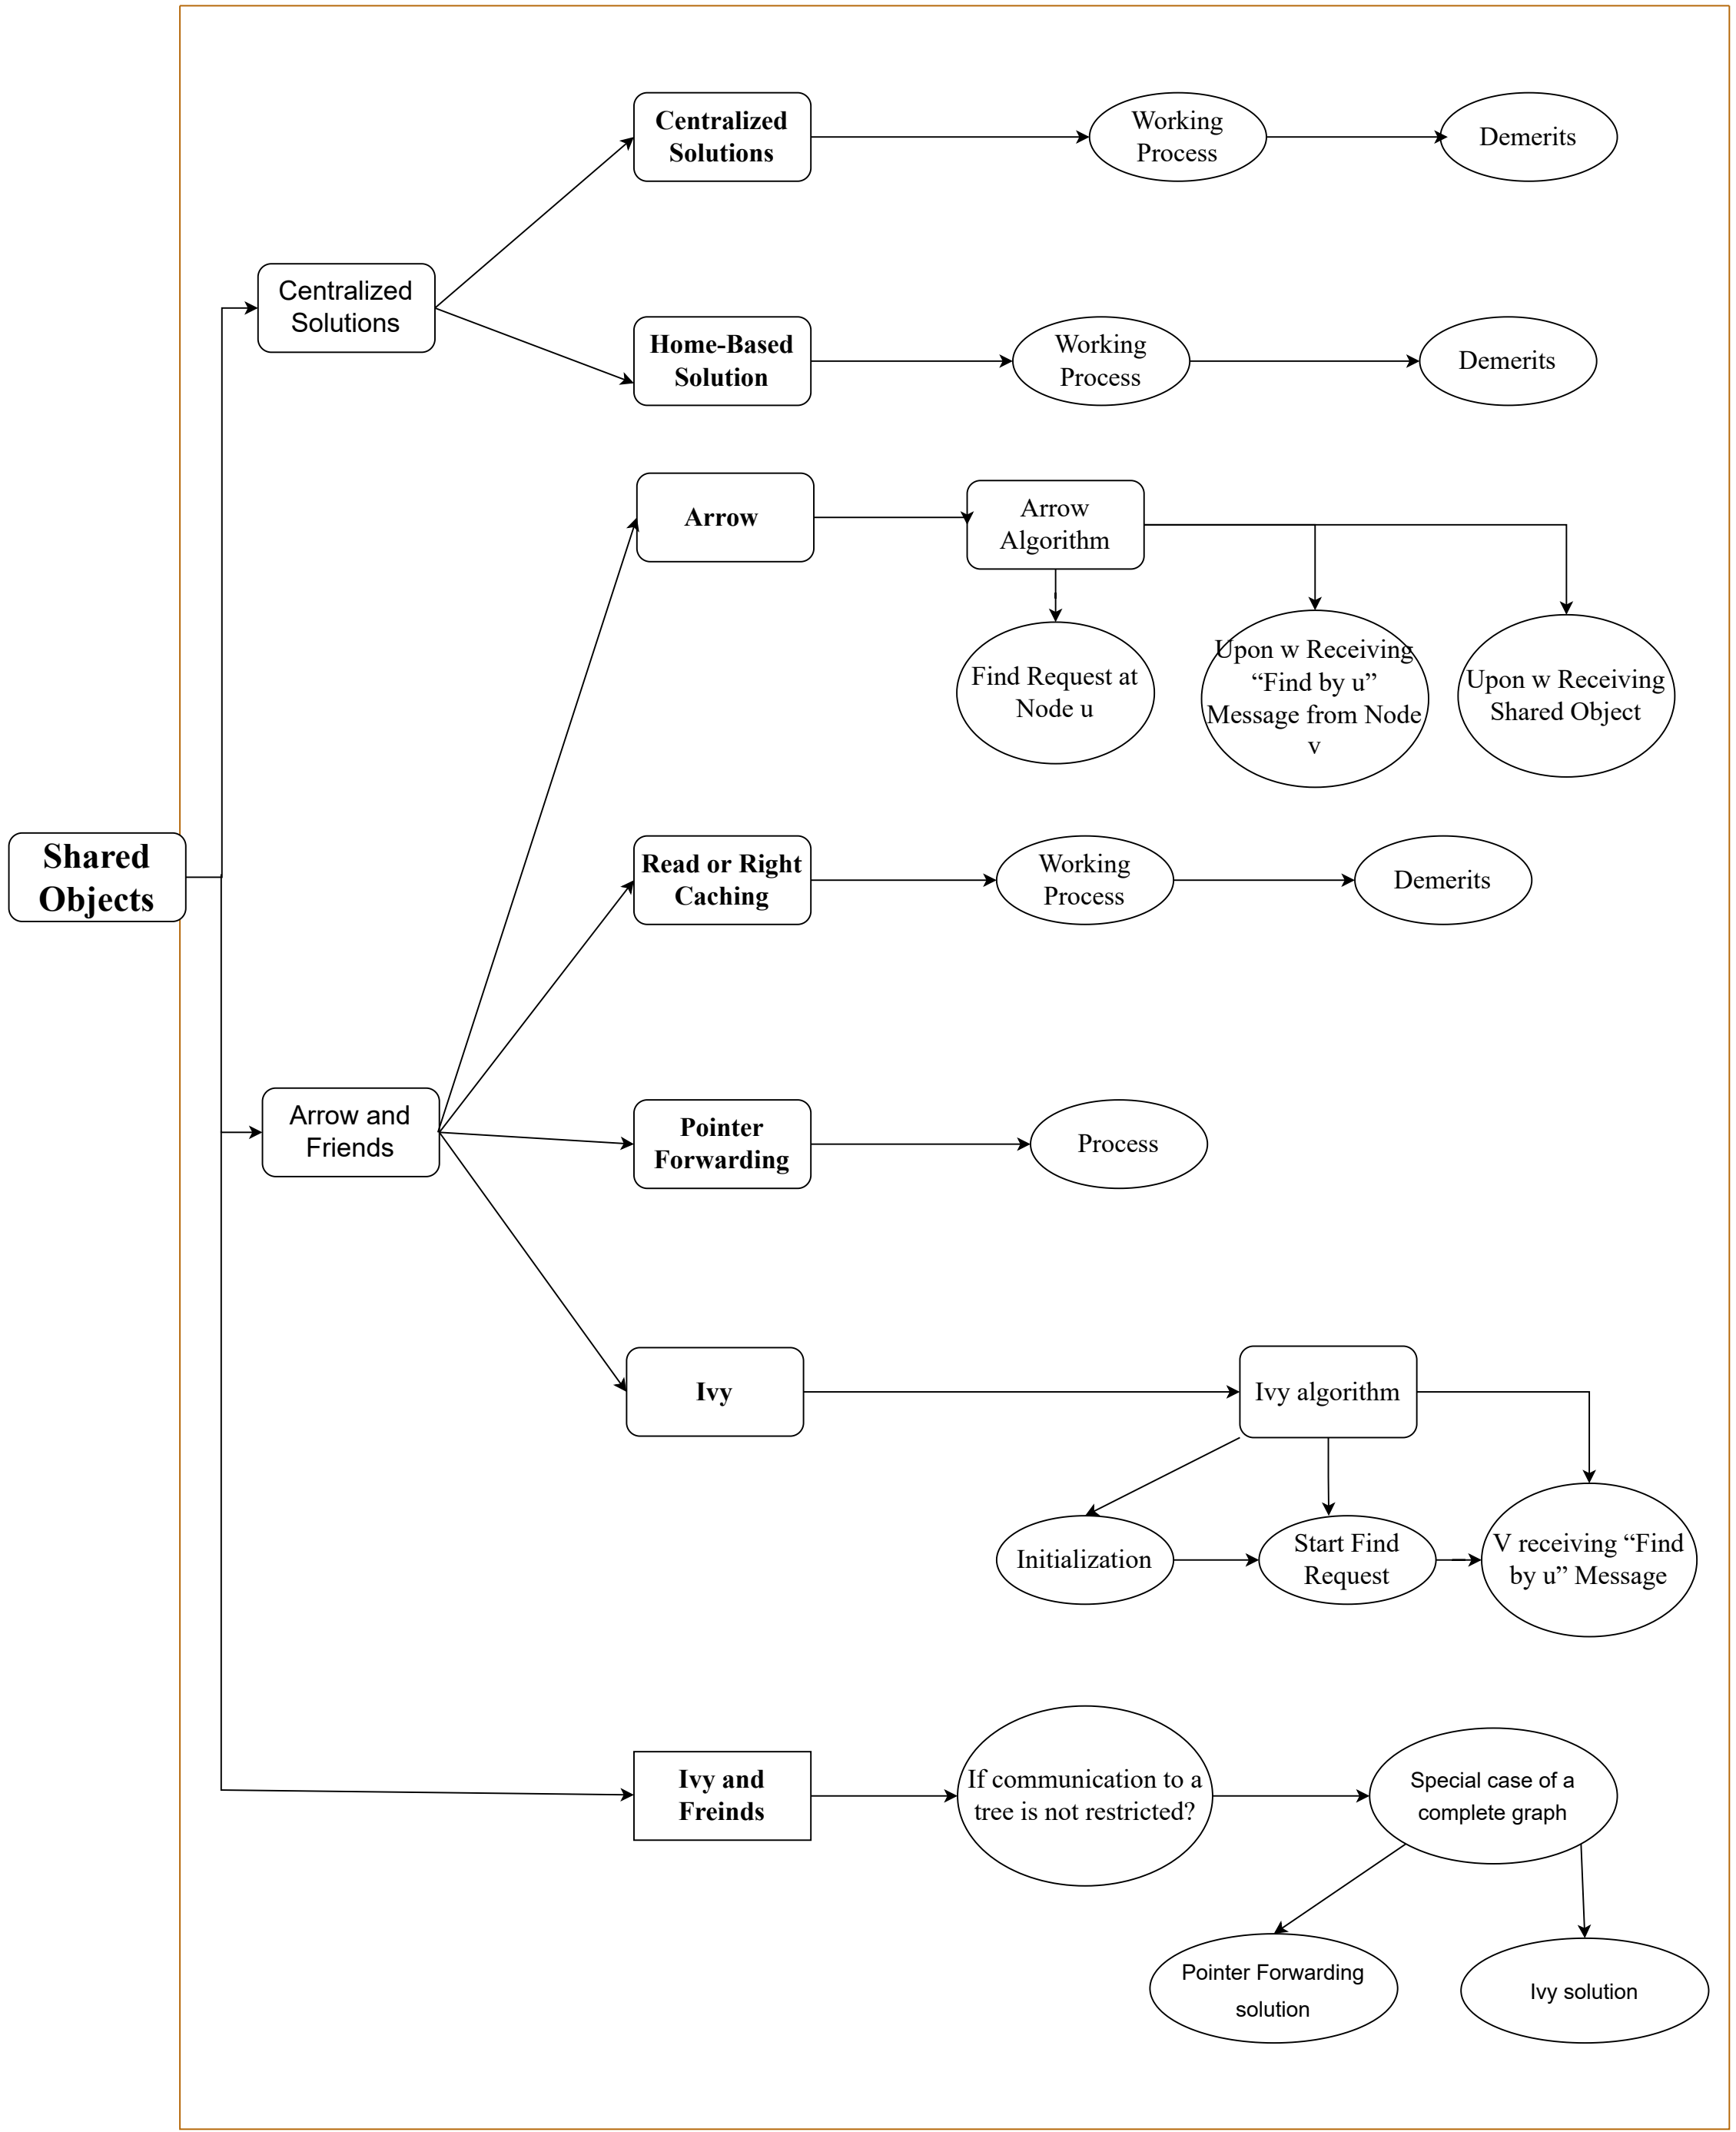 Centralized
Solutions
Working
Process
Demerits
Centralized
Solutions
Home-Based
Solution
Working
Process
Demerits
Arrow
Arrow
Algorithm
Find Request at
Node u
Upon w Receiving
“Find by u”
Message from Node
v
Upon w Receiving
Shared Object
Shared
Objects
Read or Right
Caching
Working
Process
Demerits
Arrow and
Friends
Pointer
Forwarding
Process
Ivy
Ivy algorithm
Initialization
Start Find
Request
V receiving “Find
by u” Message
Ivy and
Freinds
If communication to a
tree is not restricted?
Special case of a
complete graph
Pointer Forwarding
solution
Ivy solution